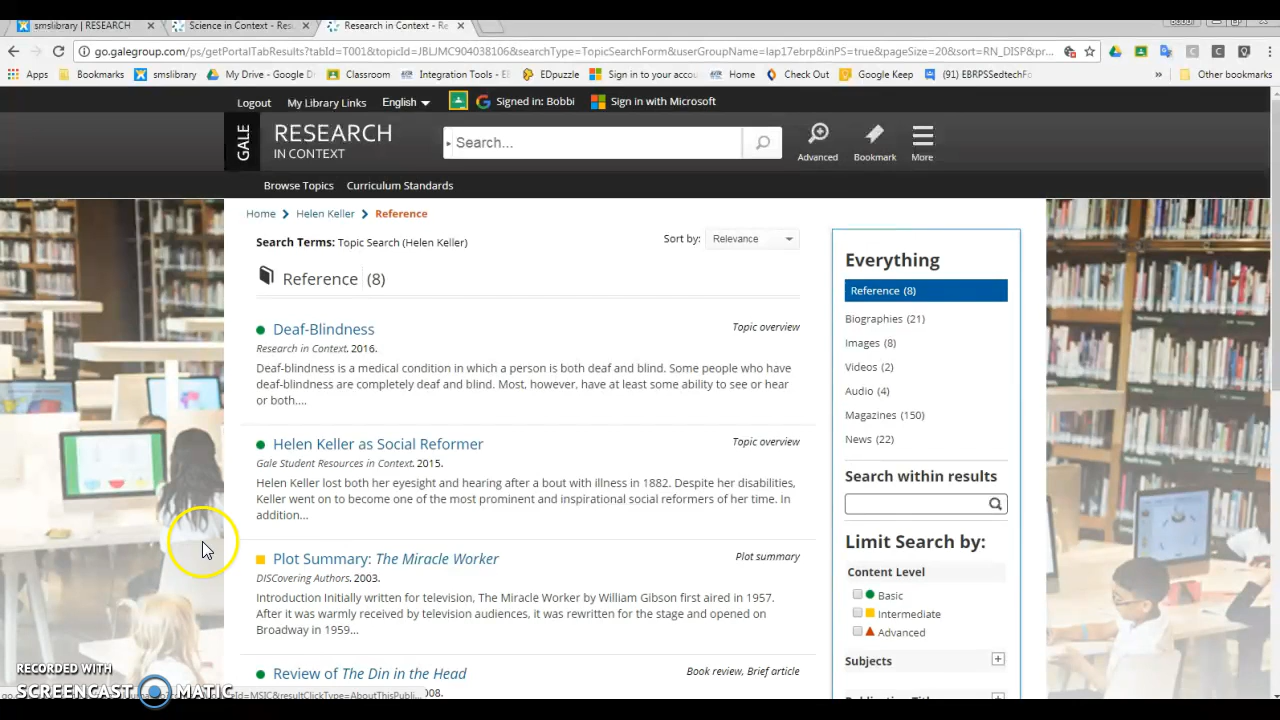 smslibrary | RESEARCH
Science in Context - Res
Research in Context - Re
Bobbi
go.galegroup.com/ps/getPortalTabResults?tabId=T001&topicId=JBLJMC904038106&searchType=TopicSearchForm&userGroupName=lap17ebrp&inPS=true&pageSize=20&sort=RN_DISP&pr...
Apps Bookmarks smslibrary My Drive - Google D Classroom Integration Tools - E EDpuzzle Sign in to your accou Home Check Out Google Keep (91) EBRPSSedtechFo » Other bookmarks
Logout My Library Links English Signed in: Bobbi Sign in with Microsoft
GALE RESEARCH IN CONTEXT
Search...
Advanced Bookmark More
Browse Topics Curriculum Standards
Home Helen Keller Reference
Search Terms: Topic Search (Helen Keller)
Sort by: Relevance
Reference (8)
Deaf-Blindness Topic overview
Research in Context. 2016.
Deaf-blindness is a medical condition in which a person is both deaf and blind. Some people who have
deaf-blindness are completely deaf and blind. Most, however, have at least some ability to see or hear
or both....
Helen Keller as Social Reformer Topic overview
Gale Student Resources in Context. 2015.
Helen Keller lost both her eyesight and hearing after a bout with illness in 1882. Despite her disabilities,
Keller went on to become one of the most prominent and inspirational social reformers of her time. In
addition...
Plot Summary: The Miracle Worker Plot summary
DISCovering Authors. 2003.
Introduction Initially written for television, The Miracle Worker by William Gibson first aired in 1957.
After it was warmly received by television audiences, it was rewritten for the stage and opened on
Broadway in 1959...
Review of The Din in the Head Book review, Brief article
008.
Everything
Reference (8)
Biographies (21)
Images (8)
Videos (2)
Audio (4)
Magazines (150)
News (22)
Search within results
Limit Search by:
Content Level
Basic
Intermediate
Advanced
Subjects
RECORDED WITH
SCREENCAST MATIC